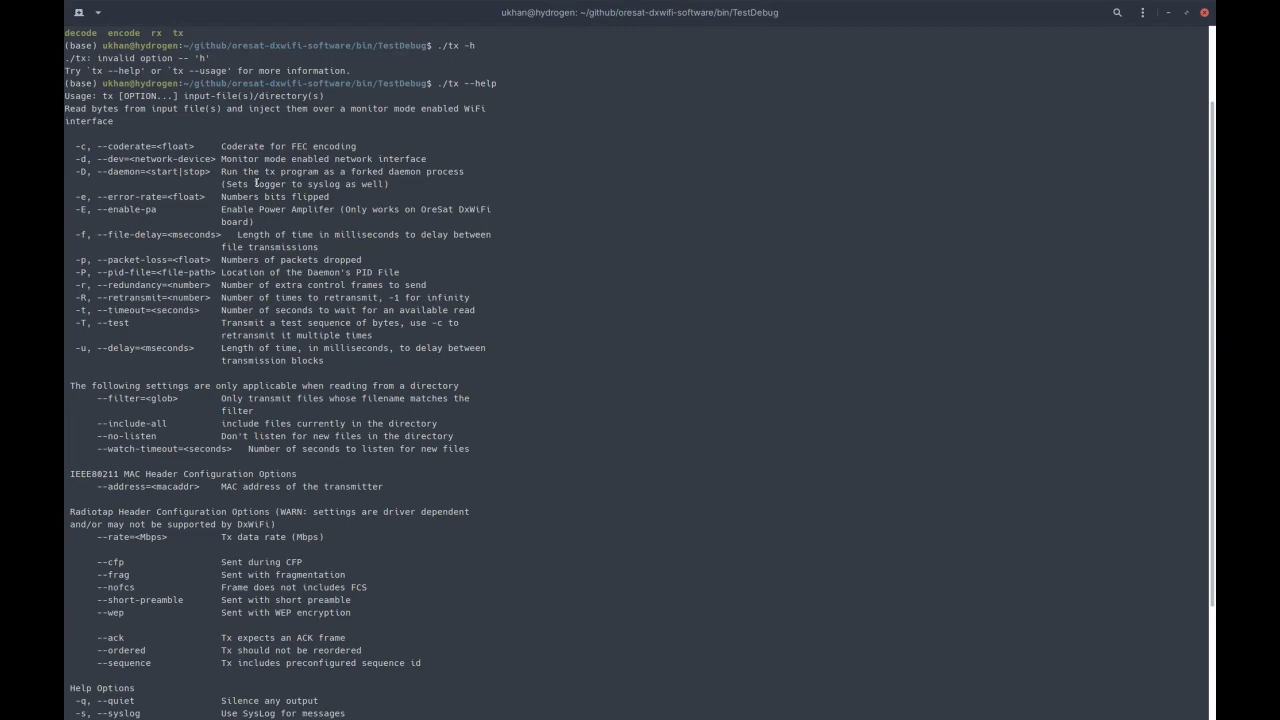 ukhan@hydrogen: ~/github/oresat-dxwifi-software/bin/TestDebug
decode  encode  rx  tx
(base) ukhan@hydrogen:~/github/oresat-dxwifi-software/bin/TestDebug$ ./tx -h
./tx: invalid option -- 'h'
Try `tx --help' or `tx --usage' for more information.
(base) ukhan@hydrogen:~/github/oresat-dxwifi-software/bin/TestDebug$ ./tx --help
Usage: tx [OPTION...] input-file(s)/directory(s)
Read bytes from input file(s) and inject them over a monitor mode enabled WiFi
interface
-c, --coderate=<float>     Coderate for FEC encoding
-d, --dev=<network-device> Monitor mode enabled network interface
-D, --daemon=<start|stop>  Run the tx program as a forked daemon process
(Sets logger to syslog as well)
-e, --error-rate=<float>   Numbers bits flipped
-E, --enable-pa            Enable Power Amplifer (Only works on OreSat DxWiFi
board)
-f, --file-delay=<mseconds>   Length of time in milliseconds to delay between
file transmissions
-p, --packet-loss=<float>  Numbers of packets dropped
-P, --pid-file=<file-path> Location of the Daemon's PID File
-r, --redundancy=<number>  Number of extra control frames to send
-R, --retransmit=<number>  Number of times to retransmit, -1 for infinity
-t, --timeout=<seconds>    Number of seconds to wait for an available read
-T, --test                 Transmit a test sequence of bytes, use -c to
retransmit it multiple times
-u, --delay=<mseconds>     Length of time, in milliseconds, to delay between
transmission blocks
The following settings are only applicable when reading from a directory
--filter=<glob>        Only transmit files whose filename matches the
filter
--include-all          include files currently in the directory
--no-listen            Don't listen for new files in the directory
--watch-timeout=<seconds>   Number of seconds to listen for new files
IEEE80211 MAC Header Configuration Options
--address=<macaddr>    MAC address of the transmitter
Radiotap Header Configuration Options (WARN: settings are driver dependent
and/or may not be supported by DxWiFi)
--rate=<Mbps>          Tx data rate (Mbps)
--cfp                  Sent during CFP
--frag                 Sent with fragmentation
--nofcs                Frame does not includes FCS
--short-preamble       Sent with short preamble
--wep                  Sent with WEP encryption
--ack                  Tx expects an ACK frame
--ordered              Tx should not be reordered
--sequence             Tx includes preconfigured sequence id
Help Options
-q, --quiet                Silence any output
-s, --syslog               Use SysLog for messages